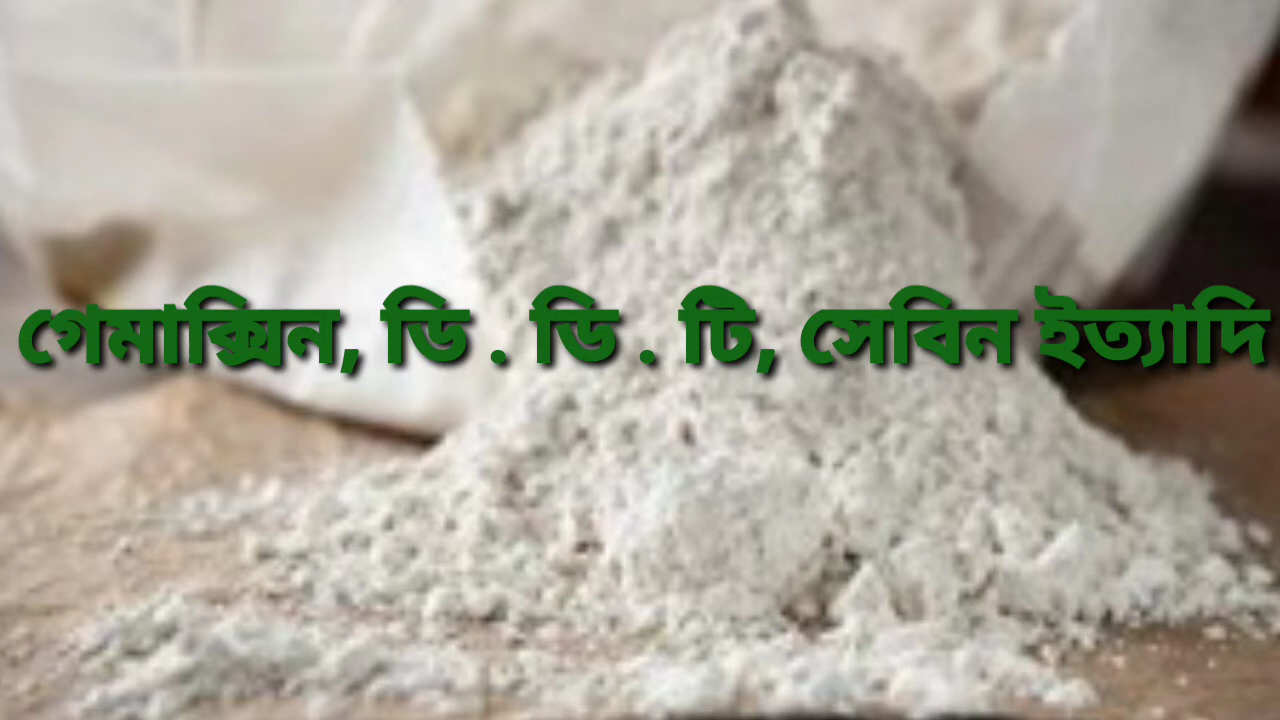 গেমাক্সিন, ডি . ডি . টি, সেবিন ইত্যাদি